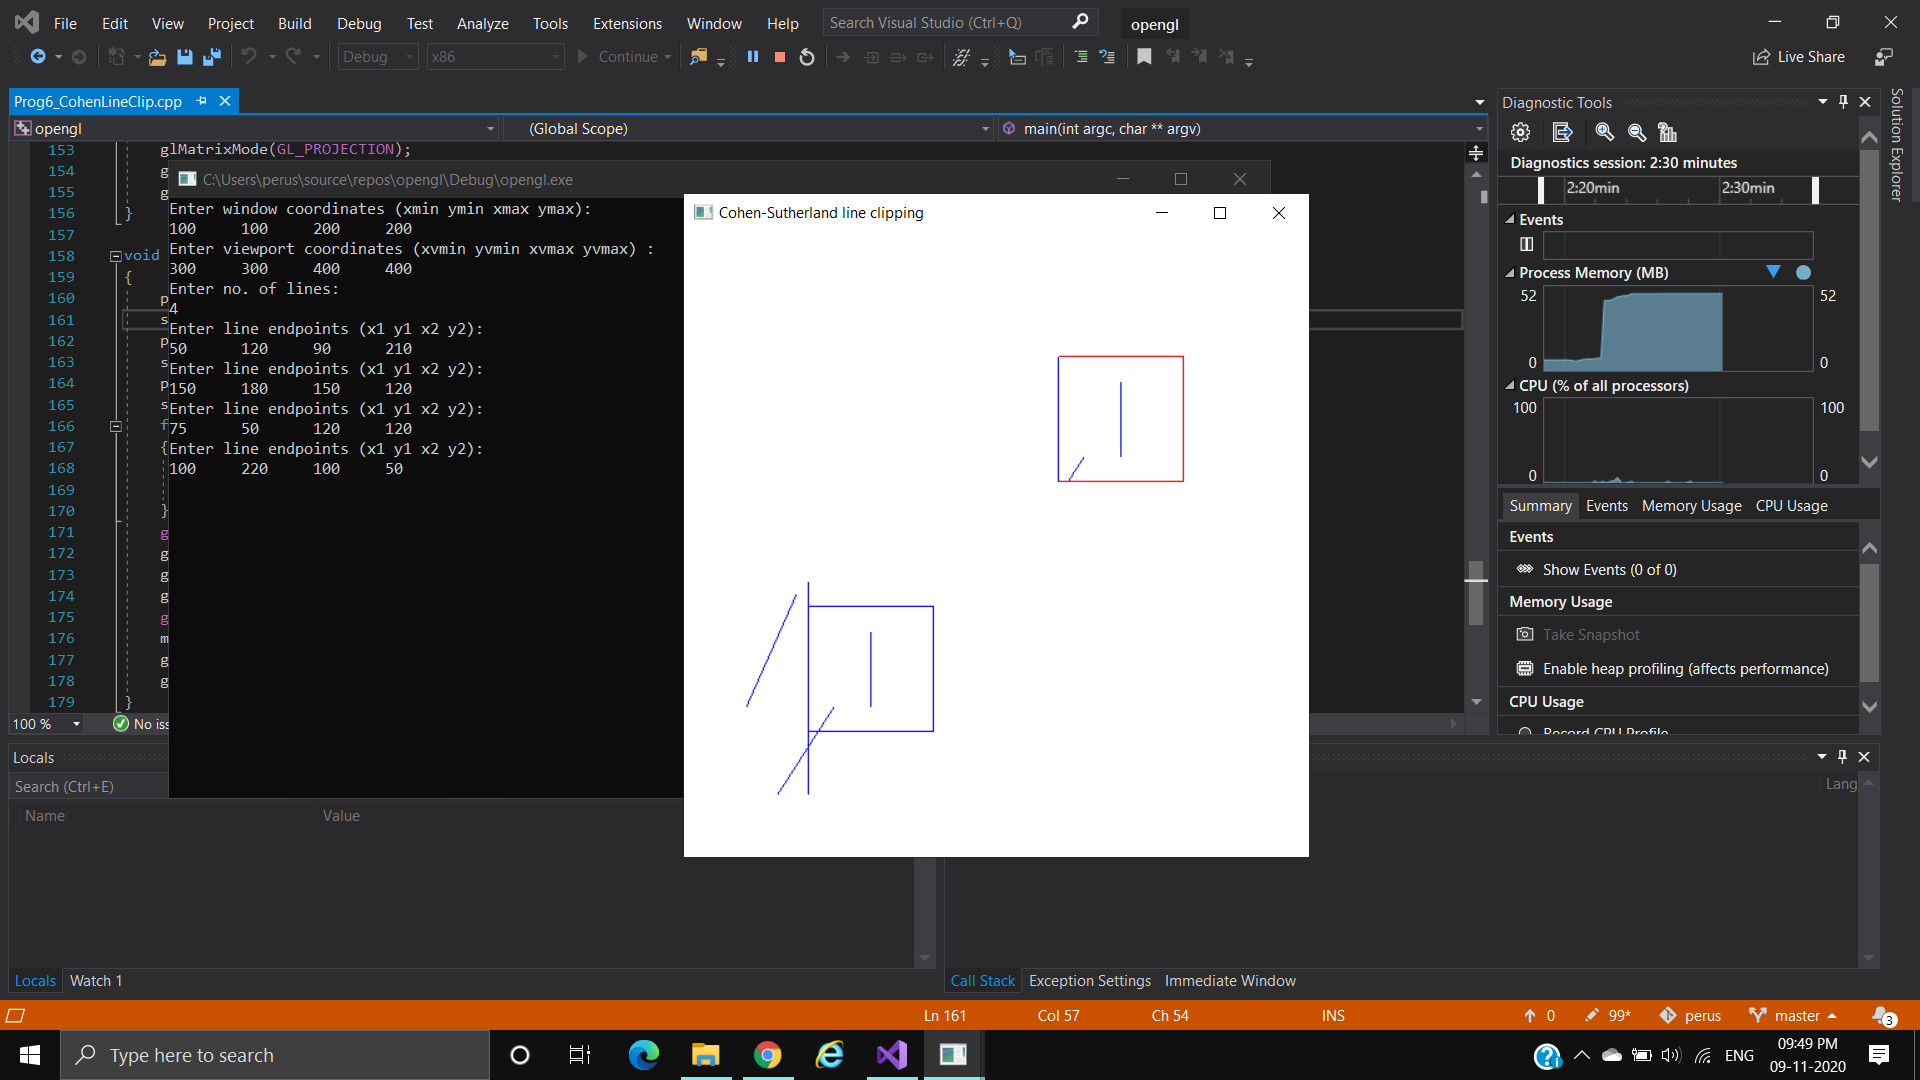 File Edit View Project Build Debug Test Analyze Tools Extensions Window Help Search Visual Studio (Ctrl+Q) opengl
Debug x86 Continue Live Share
Prog6_CohenLineClip.cpp
opengl (Global Scope) main(int argc, char ** argv)
153 glMatrixMode(GL_PROJECTION);
154 g
155 g
156 }
157
158 void
159 {
160 p
161 s
162 p
163 s
164 p
165 s
166 f
167 {
168
169
170 }
171 g
172 g
173 g
174 g
175 g
176 m
177 g
178 g
179 }
100 % No iss
C:\Users\perus\source\repos\opengl\Debug\opengl.exe
Enter window coordinates (xmin ymin xmax ymax):
100 100 200 200
Enter viewport coordinates (xvmin yvmin xvmax yvmax) :
300 300 400 400
Enter no. of lines:
4
Enter line endpoints (x1 y1 x2 y2):
50 120 90 210
Enter line endpoints (x1 y1 x2 y2):
150 180 150 120
Enter line endpoints (x1 y1 x2 y2):
75 50 120 120
Enter line endpoints (x1 y1 x2 y2):
100 220 100 50
Cohen-Sutherland line clipping
Diagnostic Tools
Diagnostics session: 2:30 minutes
2:20min 2:30min
Events
Process Memory (MB)
52 52
0 0
CPU (% of all processors)
100 100
0 0
Summary Events Memory Usage CPU Usage
Events
Show Events (0 of 0)
Memory Usage
Take Snapshot
Enable heap profiling (affects performance)
CPU Usage
Record CPU Profile
Solution Explorer
Locals
Search (Ctrl+E)
Name Value
Lang
Locals Watch 1
Call Stack Exception Settings Immediate Window
Ln 161 Col 57 Ch 54 INS 0 99* perus master 3
Type here to search
ENG
09:49 PM
09-11-2020